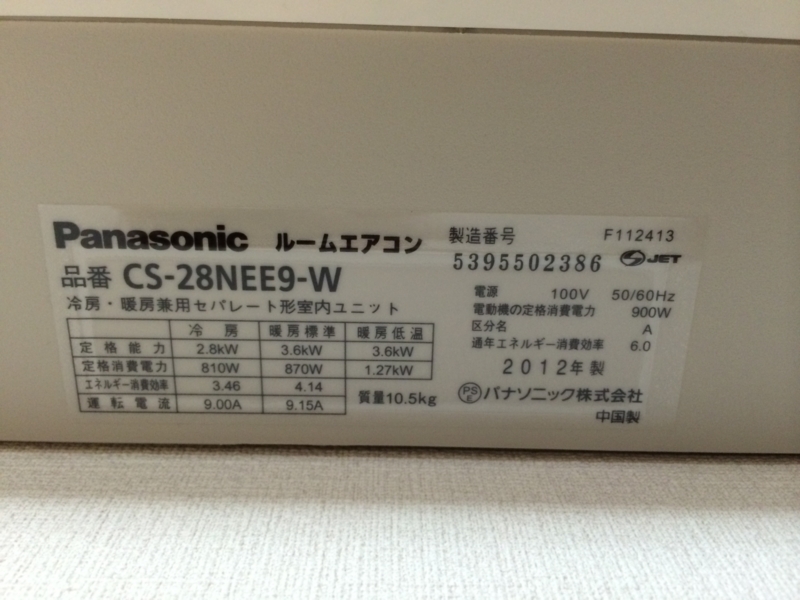 Panasonic ルームエアコン
品番 CS-28NEE9-W
冷房・暖房兼用セパレート形室内ユニット
冷房 暖房標準 暖房低温
定格能力 2.8kW 3.6kW 3.6kW
定格消費電力 810W 870W 1.27kW
エネルギー消費効率 3.46 4.14
運転電流 9.00A 9.15A
質量10.5kg
製造番号 F112413
5395502386 JET
電源 100V 50/60Hz
電動機の定格消費電力 900W
区分名 A
通年エネルギー消費効率 6.0
2012年製
PSE パナソニック株式会社
中国製